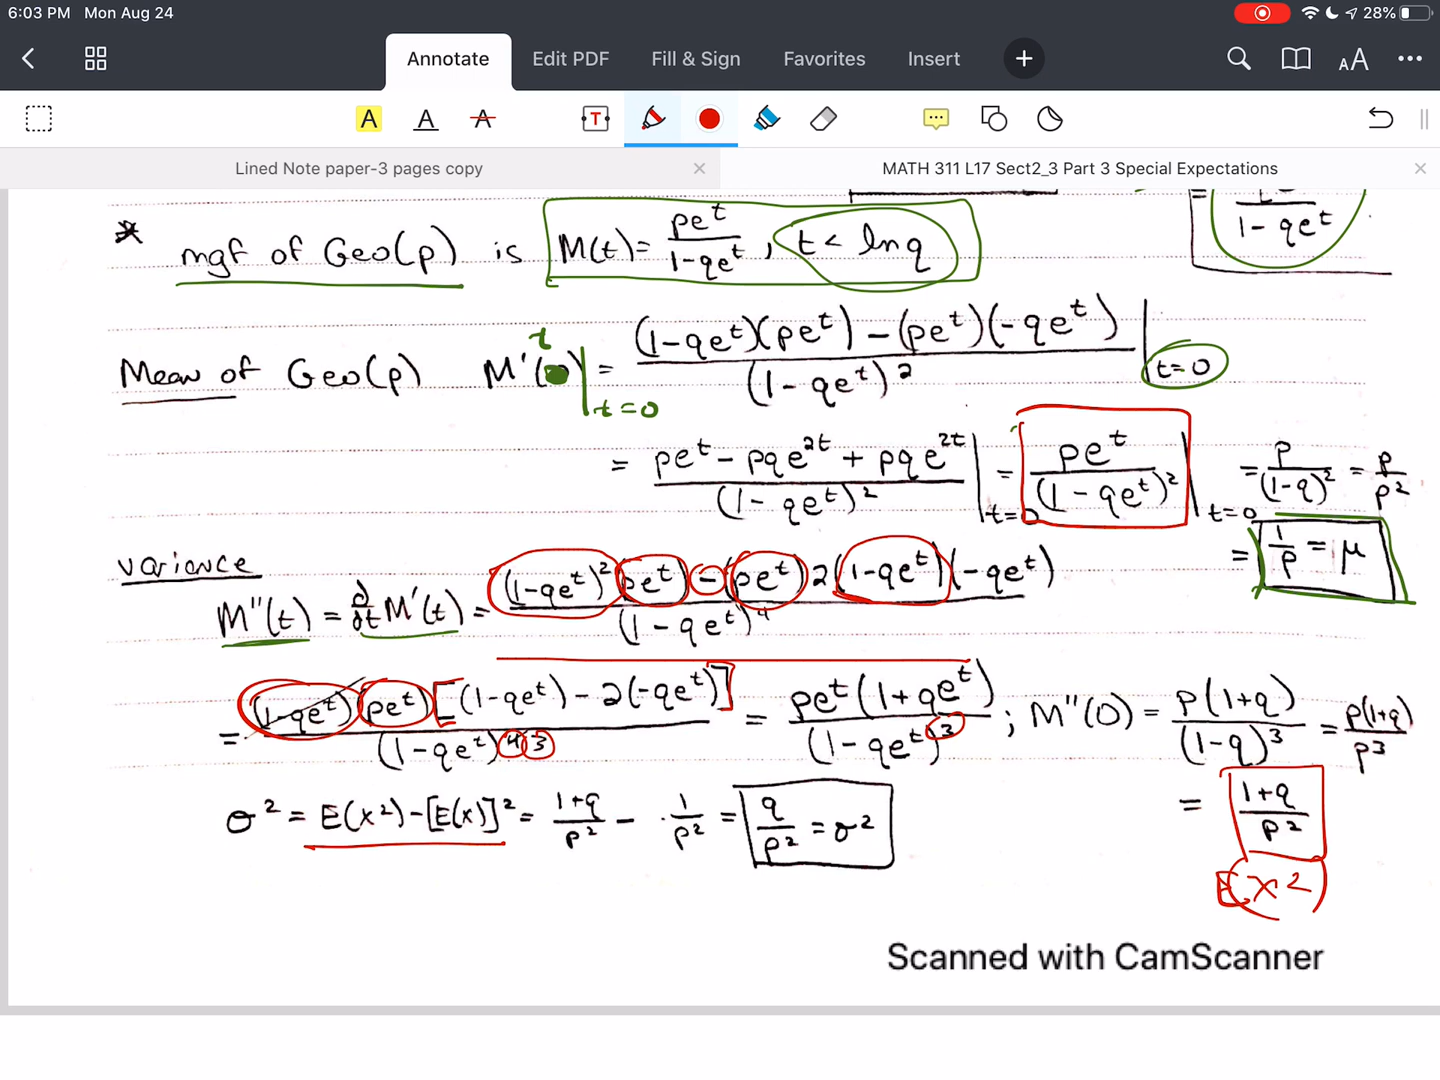 6:03 PM Mon Aug 24
28%
Annotate Edit PDF Fill & Sign Favorites Insert +
Lined Note paper-3 pages copy
MATH 311 L17 Sect2_3 Part 3 Special Expectations
= 1-qe^t
* mgf of Geo(p) is M(t) = pe^t / (1-qe^t), t < ln q
Mean of Geo(p) M'(t)|t=0 = [(1-qe^t)(pe^t) - (pe^t)(-qe^t)] / (1-qe^t)^2 |t=0
= [pe^t - pqe^2t + pqe^2t] / (1-qe^t)^2 |t=0 = pe^t / (1-qe^t)^2 |t=0 = p/(1-q)^2 = p/p^2
= 1/p = μ
variance
M''(t) = d/dt M'(t) = [(1-qe^t)^2 (pe^t) - (pe^t) 2(1-qe^t)(-qe^t)] / (1-qe^t)^4
= (1-qe^t)(pe^t)[(1-qe^t) - 2(-qe^t)] / (1-qe^t)^4 3 = pe^t(1+qe^t) / (1-qe^t)^3 ; M''(0) = p(1+q)/(1-q)^3 = p(1+q)/p^3
= (1+q)/p^2
σ^2 = E(x^2) - [E(x)]^2 = (1+q)/p^2 - 1/p^2 = q/p^2 = σ^2
E(x^2)
Scanned with CamScanner